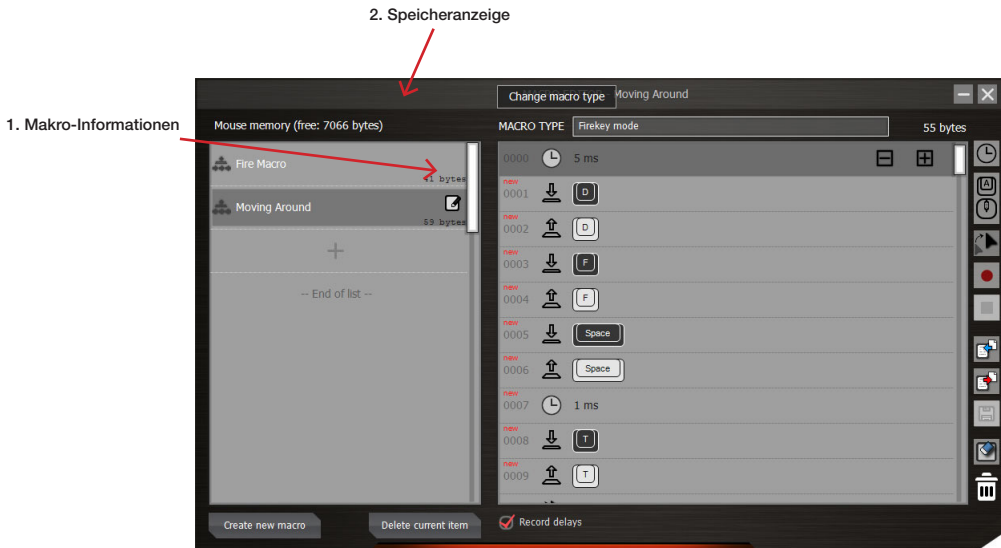 2. Speicheranzeige
1. Makro-Informationen
Change macro type
Moving Around
Mouse memory (free: 7066 bytes)
MACRO TYPE Firekey mode 55 bytes
Fire Macro
41 bytes
Moving Around
59 bytes
-- End of list --
0000 5 ms
new
0001 D
new
0002 D
new
0003 F
new
0004 F
new
0005 Space
new
0006 Space
new
0007 1 ms
new
0008 T
new
0009 T
A
Create new macro
Delete current item
Record delays